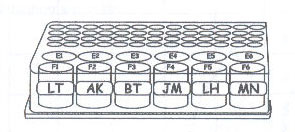 E1 E2 E3 E4 E5 E6
F1 F2 F3 F4 F5 F6
LT AK BT JM LH MN